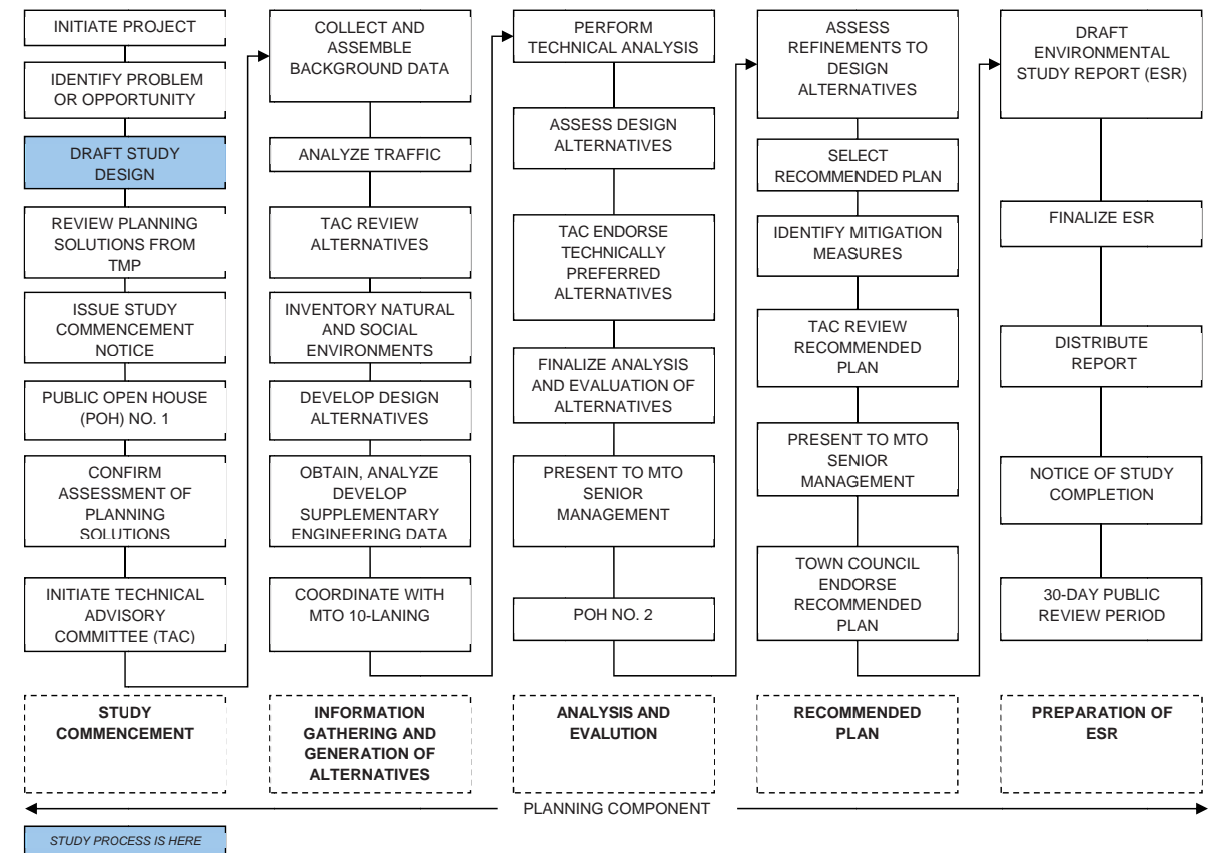 INITIATE PROJECT
IDENTIFY PROBLEM
OR OPPORTUNITY
DRAFT STUDY
DESIGN
REVIEW PLANNING
SOLUTIONS FROM
TMP
ISSUE STUDY
COMMENCEMENT
NOTICE
PUBLIC OPEN HOUSE
(POH) NO. 1
CONFIRM
ASSESSMENT OF
PLANNING
SOLUTIONS
INITIATE TECHNICAL
ADVISORY
COMMITTEE (TAC)
COLLECT AND
ASSEMBLE
BACKGROUND DATA
ANALYZE TRAFFIC
TAC REVIEW
ALTERNATIVES
INVENTORY NATURAL
AND SOCIAL
ENVIRONMENTS
DEVELOP DESIGN
ALTERNATIVES
OBTAIN, ANALYZE
DEVELOP
SUPPLEMENTARY
ENGINEERING DATA
COORDINATE WITH
MTO 10-LANING
PERFORM
TECHNICAL ANALYSIS
ASSESS DESIGN
ALTERNATIVES
TAC ENDORSE
TECHNICALLY
PREFERRED
ALTERNATIVES
FINALIZE ANALYSIS
AND EVALUATION OF
ALTERNATIVES
PRESENT TO MTO
SENIOR
MANAGEMENT
POH NO. 2
ASSESS
REFINEMENTS TO
DESIGN
ALTERNATIVES
SELECT
RECOMMENDED PLAN
IDENTIFY MITIGATION
MEASURES
TAC REVIEW
RECOMMENDED
PLAN
PRESENT TO MTO
SENIOR
MANAGEMENT
TOWN COUNCIL
ENDORSE
RECOMMENDED
PLAN
DRAFT
ENVIRONMENTAL
STUDY REPORT (ESR)
FINALIZE ESR
DISTRIBUTE
REPORT
NOTICE OF STUDY
COMPLETION
30-DAY PUBLIC
REVIEW PERIOD
STUDY
COMMENCEMENT
INFORMATION
GATHERING AND
GENERATION OF
ALTERNATIVES
ANALYSIS AND
EVALUTION
RECOMMENDED
PLAN
PREPARATION OF
ESR
PLANNING COMPONENT
STUDY PROCESS IS HERE